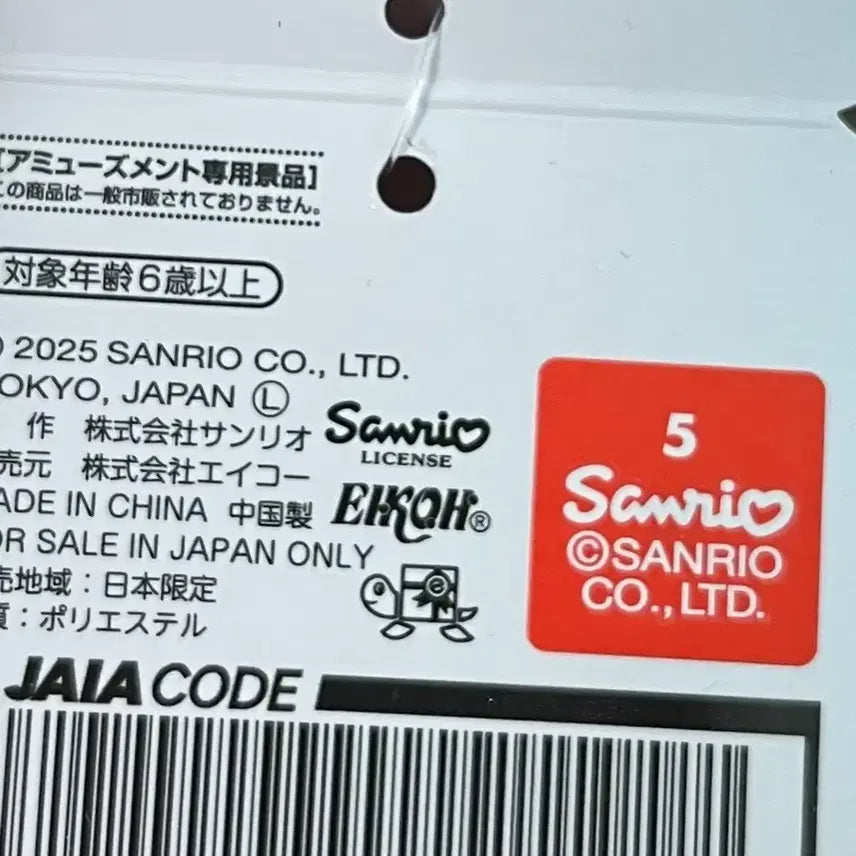 [アミューズメント専用景品]
この商品は一般市販されておりません。
対象年齢6歳以上
2025 SANRIO CO., LTD.
OKYO, JAPAN Ⓛ
作 株式会社サンリオ
売元 株式会社エイコー
ADE IN CHINA 中国製
OR SALE IN JAPAN ONLY
売地域:日本限定
質:ポリエステル
Sanrio
LICENSE
EIKOH®
e
5
Sanrio
©SANRIO
CO., LTD.
JAIA CODE